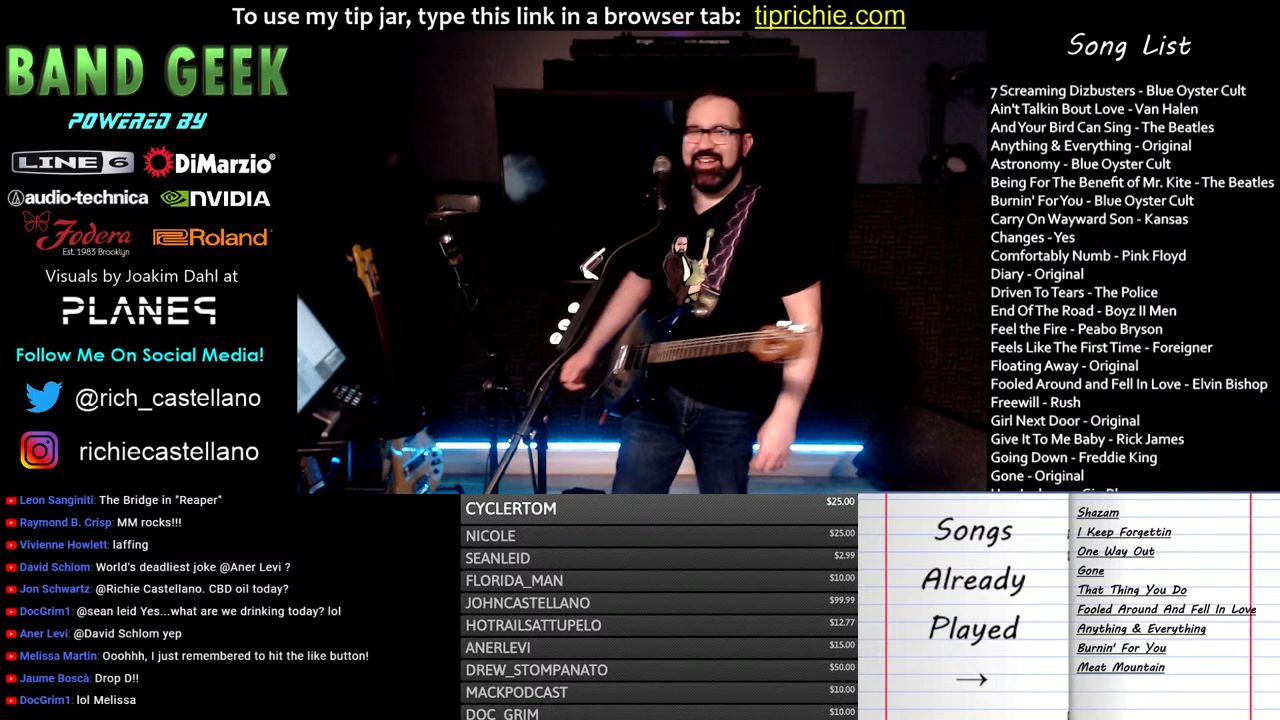 To use my tip jar, type this link in a browser tab: tiprichie.com
BAND GEEK
POWERED BY
LINE 6
DiMarzio
audio-technica
NVIDIA
Fodera
Est. 1983 Brooklyn
Roland
Visuals by Joakim Dahl at
PLANE9
Follow Me On Social Media!
@rich_castellano
richiecastellano
Leon Sanginiti: The Bridge in "Reaper"
Raymond B. Crisp: MM rocks!!!
Vivienne Howlett: laffing
David Schlom: World's deadliest joke @Aner Levi ?
Jon Schwartz: @Richie Castellano. CBD oil today?
DocGrim1: @sean leid Yes...what are we drinking today? lol
Aner Levi: @David Schlom yep
Melissa Martin: Ooohhh, I just remembered to hit the like button!
Jaume Boscà: Drop D!!
DocGrim1: lol Melissa
CYCLERTOM $25.00
NICOLE $25.00
SEANLEID $2.99
FLORIDA_MAN $10.00
JOHNCASTELLANO $99.99
HOTRAILSATTUPELO $12.77
ANERLEVI $15.00
DREW_STOMPANATO $50.00
MACKPODCAST $10.00
DOC_GRIM $10.00
Song List
7 Screaming Dizbusters - Blue Oyster Cult
Ain't Talkin Bout Love - Van Halen
And Your Bird Can Sing - The Beatles
Anything & Everything - Original
Astronomy - Blue Oyster Cult
Being For The Benefit of Mr. Kite - The Beatles
Burnin' For You - Blue Oyster Cult
Carry On Wayward Son - Kansas
Changes - Yes
Comfortably Numb - Pink Floyd
Diary - Original
Driven To Tears - The Police
End Of The Road - Boyz II Men
Feel the Fire - Peabo Bryson
Feels Like The First Time - Foreigner
Floating Away - Original
Fooled Around and Fell In Love - Elvin Bishop
Freewill - Rush
Girl Next Door - Original
Give It To Me Baby - Rick James
Going Down - Freddie King
Gone - Original
Songs
Already
Played
→
Shazam
I Keep Forgettin
One Way Out
Gone
That Thing You Do
Fooled Around And Fell In Love
Anything & Everything
Burnin' For You
Meat Mountain